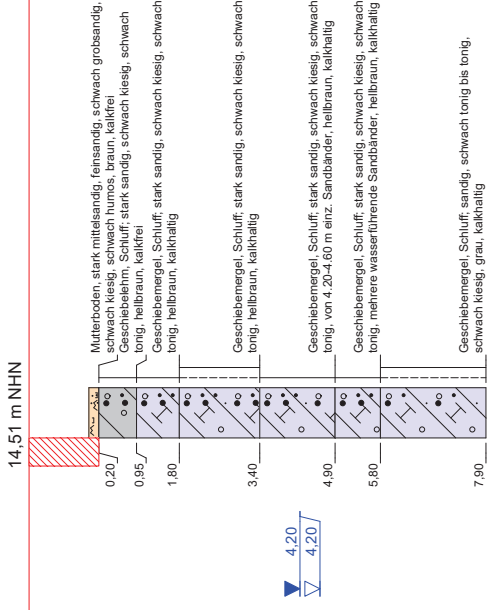 14,51 m NHN
Mutterboden, stark mittelsandig, feinsandig, schwach grobsandig,
schwach kiesig, schwach humos, braun, kalkfrei
0,20
Geschiebelehm, Schluff; stark sandig, schwach kiesig, schwach
tonig, hellbraun, kalkfrei
0,95
Geschiebemergel, Schluff; stark sandig, schwach kiesig, schwach
tonig, hellbraun, kalkhaltig
1,80
Geschiebemergel, Schluff; stark sandig, schwach kiesig, schwach
tonig, hellbraun, kalkhaltig
3,40
Geschiebemergel, Schluff; stark sandig, schwach kiesig, schwach
tonig, von 4.20-4.60 m einz. Sandbänder, hellbraun, kalkhaltig
4,90
Geschiebemergel, Schluff; stark sandig, schwach kiesig, schwach
tonig, mehrere wasserführende Sandbänder, hellbraun, kalkhaltig
5,80
Geschiebemergel, Schluff; sandig. schwach tonig bis tonig,
schwach kiesig, grau, kalkhaltig
7,90
4,20
4,20